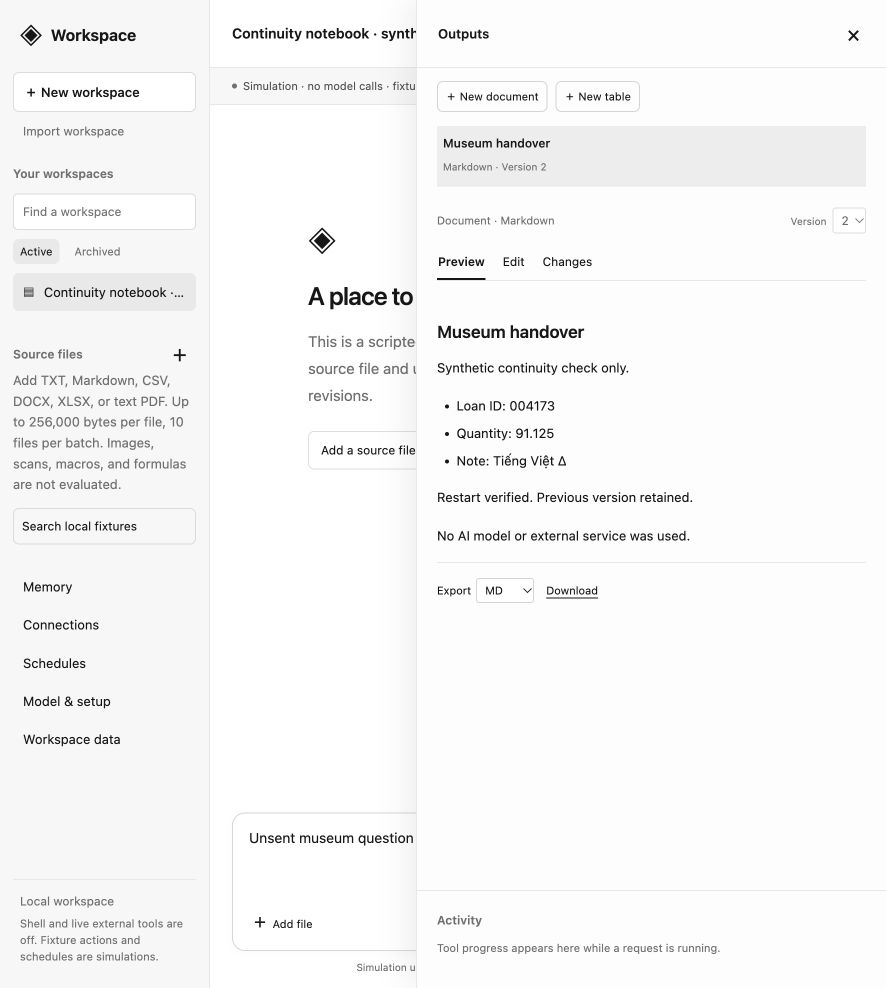 Workspace
+ New workspace
Import workspace
Your workspaces
Find a workspace
Active Archived
Continuity notebook ·...
Source files +
Add TXT, Markdown, CSV,
DOCX, XLSX, or text PDF. Up
to 256,000 bytes per file, 10
files per batch. Images,
scans, macros, and formulas
are not evaluated.
Search local fixtures
Memory
Connections
Schedules
Model & setup
Workspace data
Local workspace
Shell and live external tools are
off. Fixture actions and
schedules are simulations.
Continuity notebook · synth
Simulation · no model calls · fixtu
A place to
This is a scripte
source file and u
revisions.
Add a source file
Unsent museum question
+ Add file
Simulation u
Outputs
+ New document + New table
Museum handover
Markdown · Version 2
Document · Markdown Version 2
Preview Edit Changes
Museum handover
Synthetic continuity check only.
• Loan ID: 004173
• Quantity: 91.125
• Note: Tiếng Việt Δ
Restart verified. Previous version retained.
No AI model or external service was used.
Export MD Download
Activity
Tool progress appears here while a request is running.